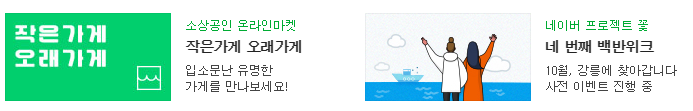 작은가게
오래가게
소상공인 온라인마켓
작은가게 오래가게
입소문난 유명한
가게를 만나보세요!
네이버 프로젝트 꽃
네 번째 백반위크
10월, 강릉에 찾아갑니다
사전 이벤트 진행 중